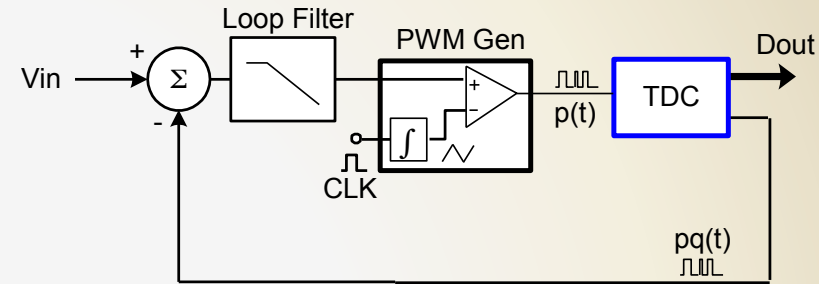 Loop Filter
PWM Gen
Dout
Vin
+
Σ
-
+
−
∫
CLK
p(t)
TDC
pq(t)